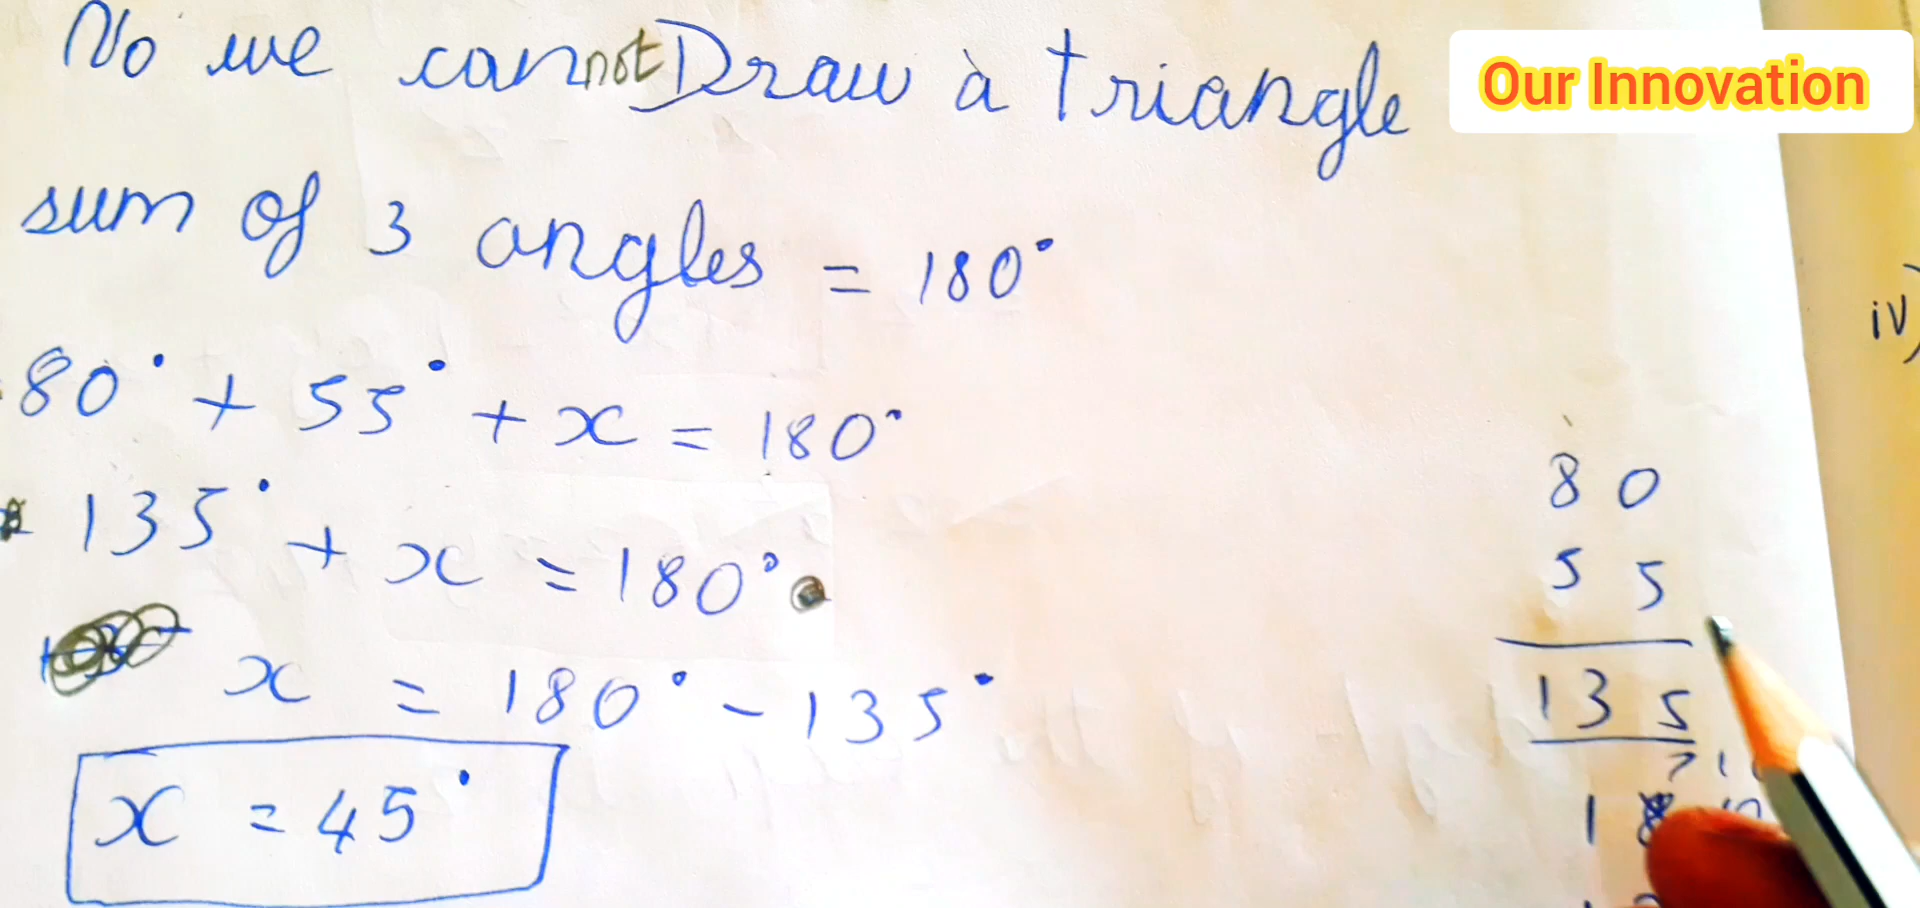 No we cannot Draw a triangle
Our Innovation
sum of 3 angles = 180°
80° + 55° + x = 180°
135° + x = 180°
x = 180° - 135°
x = 45°
iv)
80
55
135